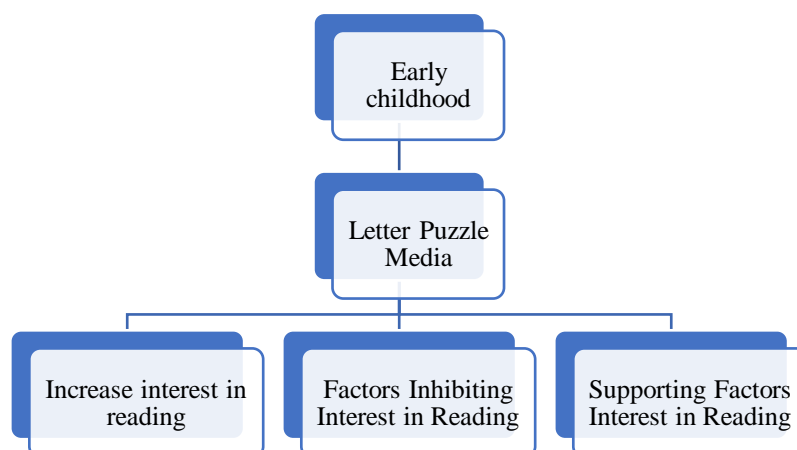 Early
childhood
Letter Puzzle
Media
Increase interest in
reading
Factors Inhibiting
Interest in Reading
Supporting Factors
Interest in Reading